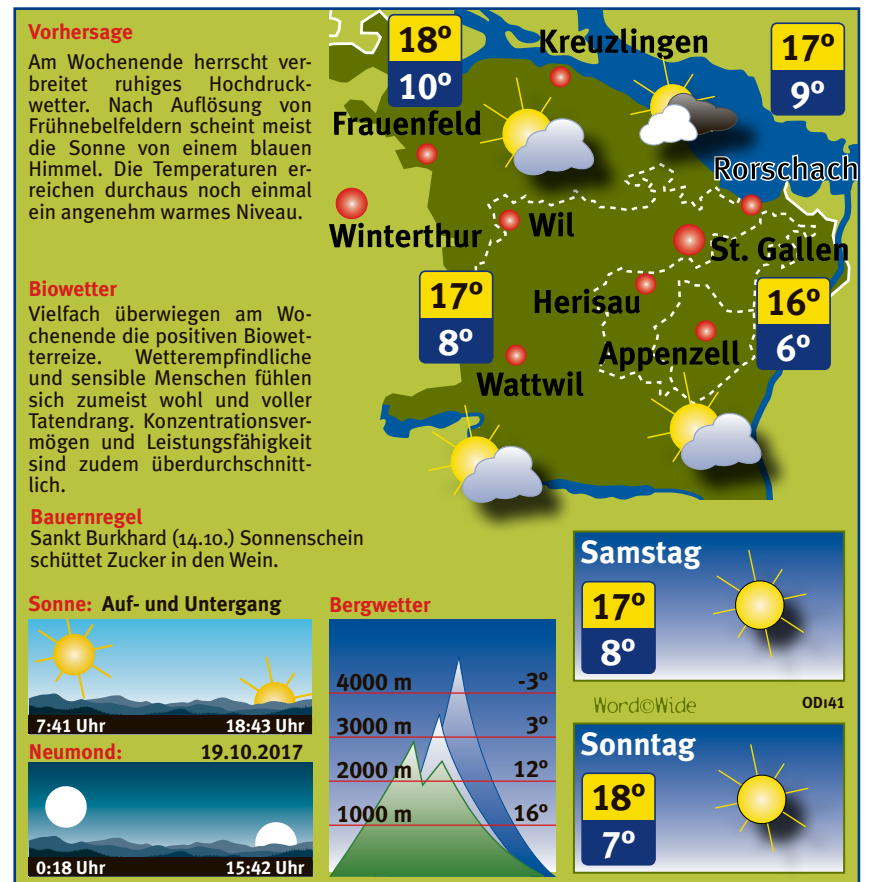 Vorhersage
Am Wochenende herrscht ver-
breitet ruhiges Hochdruck-
wetter. Nach Auflösung von
Frühnebelfeldern scheint meist
die Sonne von einem blauen
Himmel. Die Temperaturen er-
reichen durchaus noch einmal
ein angenehm warmes Niveau.
Biowetter
Vielfach überwiegen am Wo-
chenende die positiven Biowet-
terreize. Wetterempfindliche
und sensible Menschen fühlen
sich zumeist wohl und voller
Tatendrang. Konzentrationsver-
mögen und Leistungsfähigkeit
sind zudem überdurchschnitt-
lich.
Bauernregel
Sankt Burkhard (14.10.) Sonnenschein
schüttet Zucker in den Wein.
18º
10º
Kreuzlingen
17º
9º
Frauenfeld
Rorschach
Winterthur
Wil
St. Gallen
17º
8º
Herisau
16º
6º
Appenzell
Wattwil
Sonne: Auf- und Untergang
7:41 Uhr 18:43 Uhr
Neumond: 19.10.2017
0:18 Uhr 15:42 Uhr
Bergwetter
4000 m -3º
3000 m 3º
2000 m 12º
1000 m 16º
Samstag
17º
8º
Word©Wide OD141
Sonntag
18º
7º